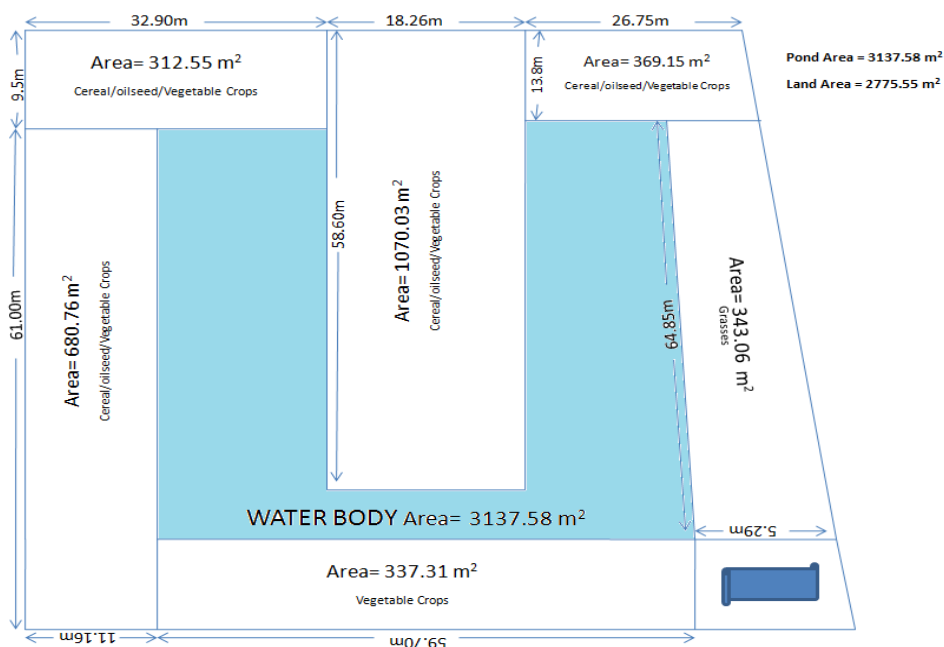 32.90m
18.26m
26.75m
9.5m
Area= 312.55 m²
Cereal/oilseed/Vegetable Crops
13.8m
Area= 369.15 m²
Cereal/oilseed/Vegetable Crops
Pond Area = 3137.58 m²
Land Area = 2775.55 m²
61.00m
Area= 680.76 m²
Cereal/oilseed/Vegetable Crops
58.60m
Area= 1070.03 m²
Cereal/oilseed/Vegetable Crops
64.85m
Area= 343.06 m²
Grasses
WATER BODY Area= 3137.58 m²
5.29m
Area= 337.31 m²
Vegetable Crops
11.16m
59.70m